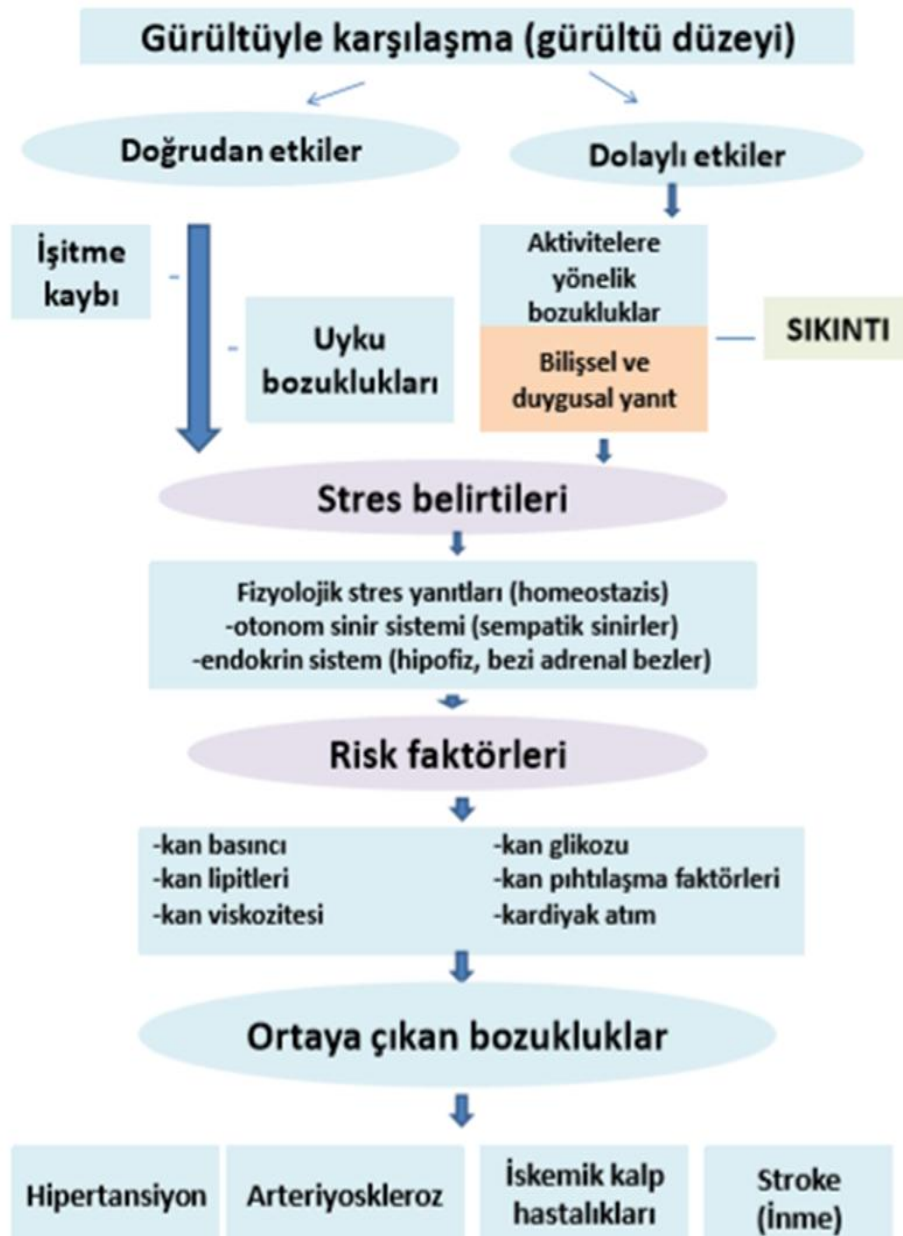 Gürültüyle karşılaşma (gürültü düzeyi)
Doğrudan etkiler
Dolaylı etkiler
İşitme
kaybı
Uyku
bozuklukları
Aktivitelere
yönelik
bozukluklar
Bilişsel ve
duygusal yanıt
SIKINTI
Stres belirtileri
Fizyolojik stres yanıtları (homeostazis)
-otonom sinir sistemi (sempatik sinirler)
-endokrin sistem (hipofiz, bezi adrenal bezler)
Risk faktörleri
-kan basıncı
-kan lipitleri
-kan viskozitesi
-kan glikozu
-kan pıhtılaşma faktörleri
-kardiyak atım
Ortaya çıkan bozukluklar
Hipertansiyon
Arteriyoskleroz
İskemik kalp
hastalıkları
Stroke
(İnme)